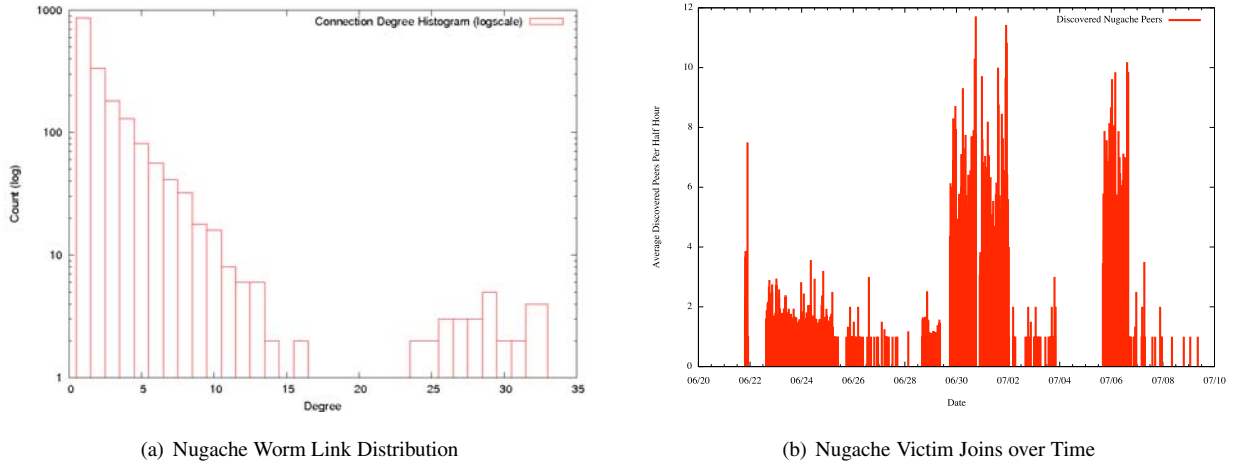 Connection Degree Histogram (logscale)
1000
100
10
1
Count (log)
0 5 10 15 20 25 30 35
Degree
(a) Nugache Worm Link Distribution
Discovered Nugache Peers
12
10
8
6
4
2
0
Average Discovered Peers Per Half Hour
06/20 06/22 06/24 06/26 06/28 06/30 07/02 07/04 07/06 07/08 07/10
Date
(b) Nugache Victim Joins over Time